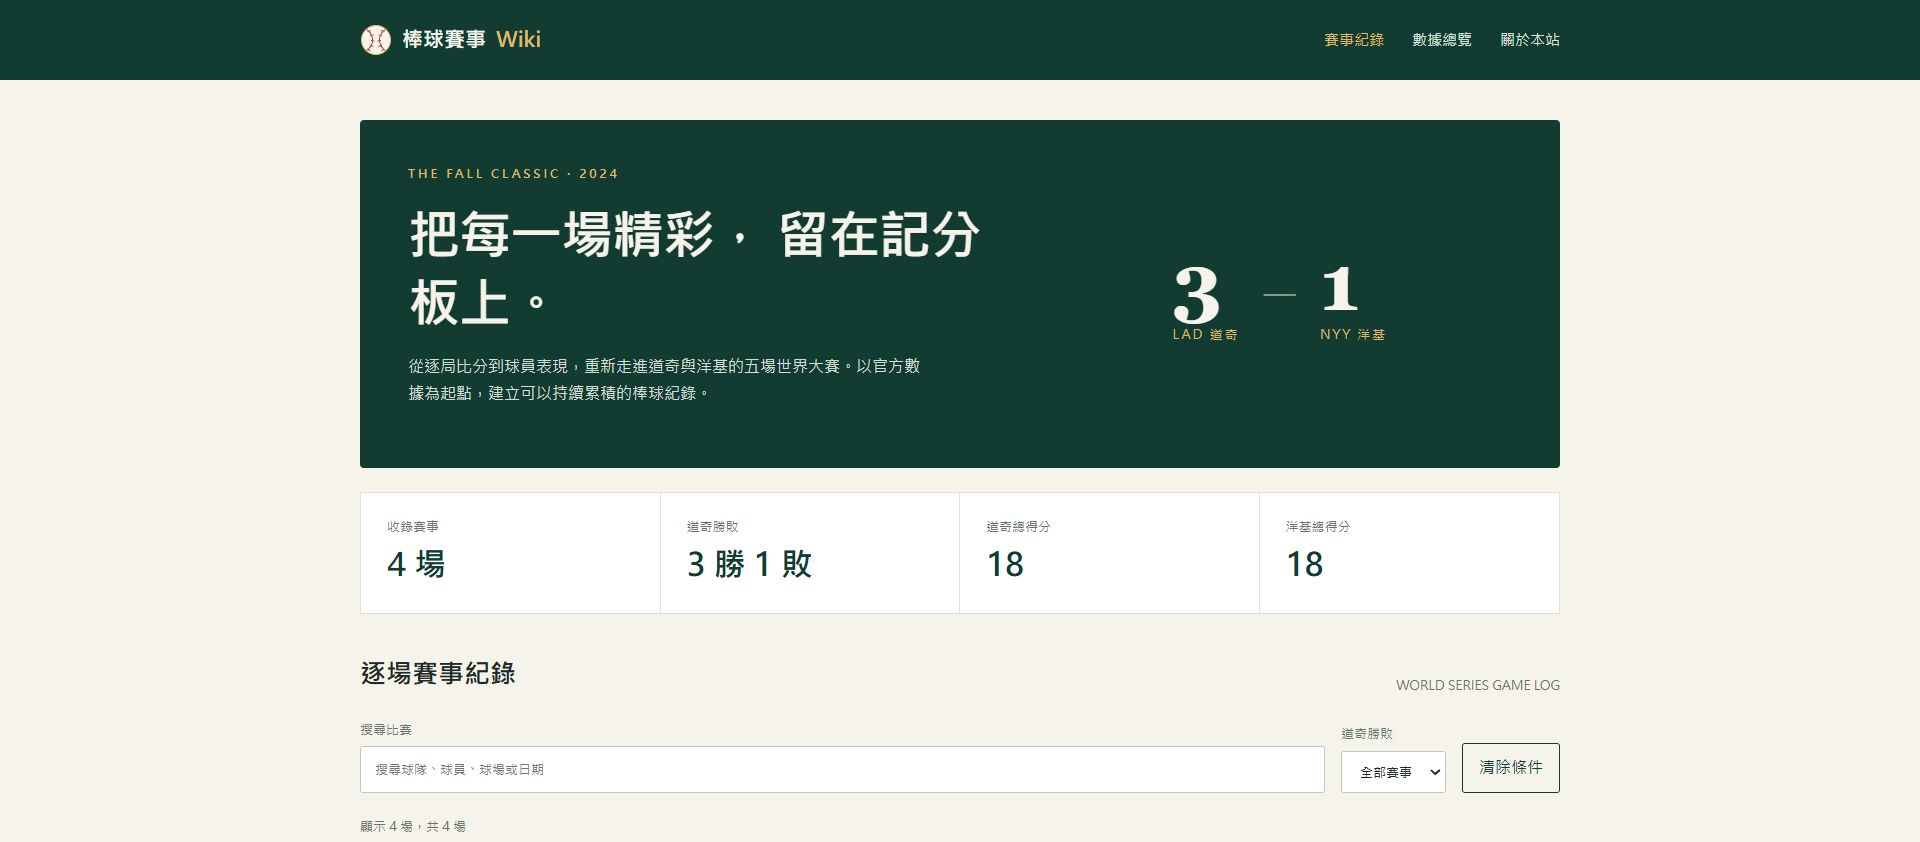 棒球賽事 Wiki
賽事紀錄 數據總覽 關於本站
THE FALL CLASSIC · 2024
把每一場精彩， 留在記分
板上。
從逐局比分到球員表現，重新走進道奇與洋基的五場世界大賽。以官方數
據為起點，建立可以持續累積的棒球紀錄。
3 — 1
LAD 道奇 NYY 洋基
收錄賽事 道奇勝敗 道奇總得分 洋基總得分
4 場 3 勝 1 敗 18 18
逐場賽事紀錄
WORLD SERIES GAME LOG
搜尋比賽 道奇勝敗
搜尋球隊、球員、球場或日期 全部賽事 清除條件
顯示 4 場，共 4 場